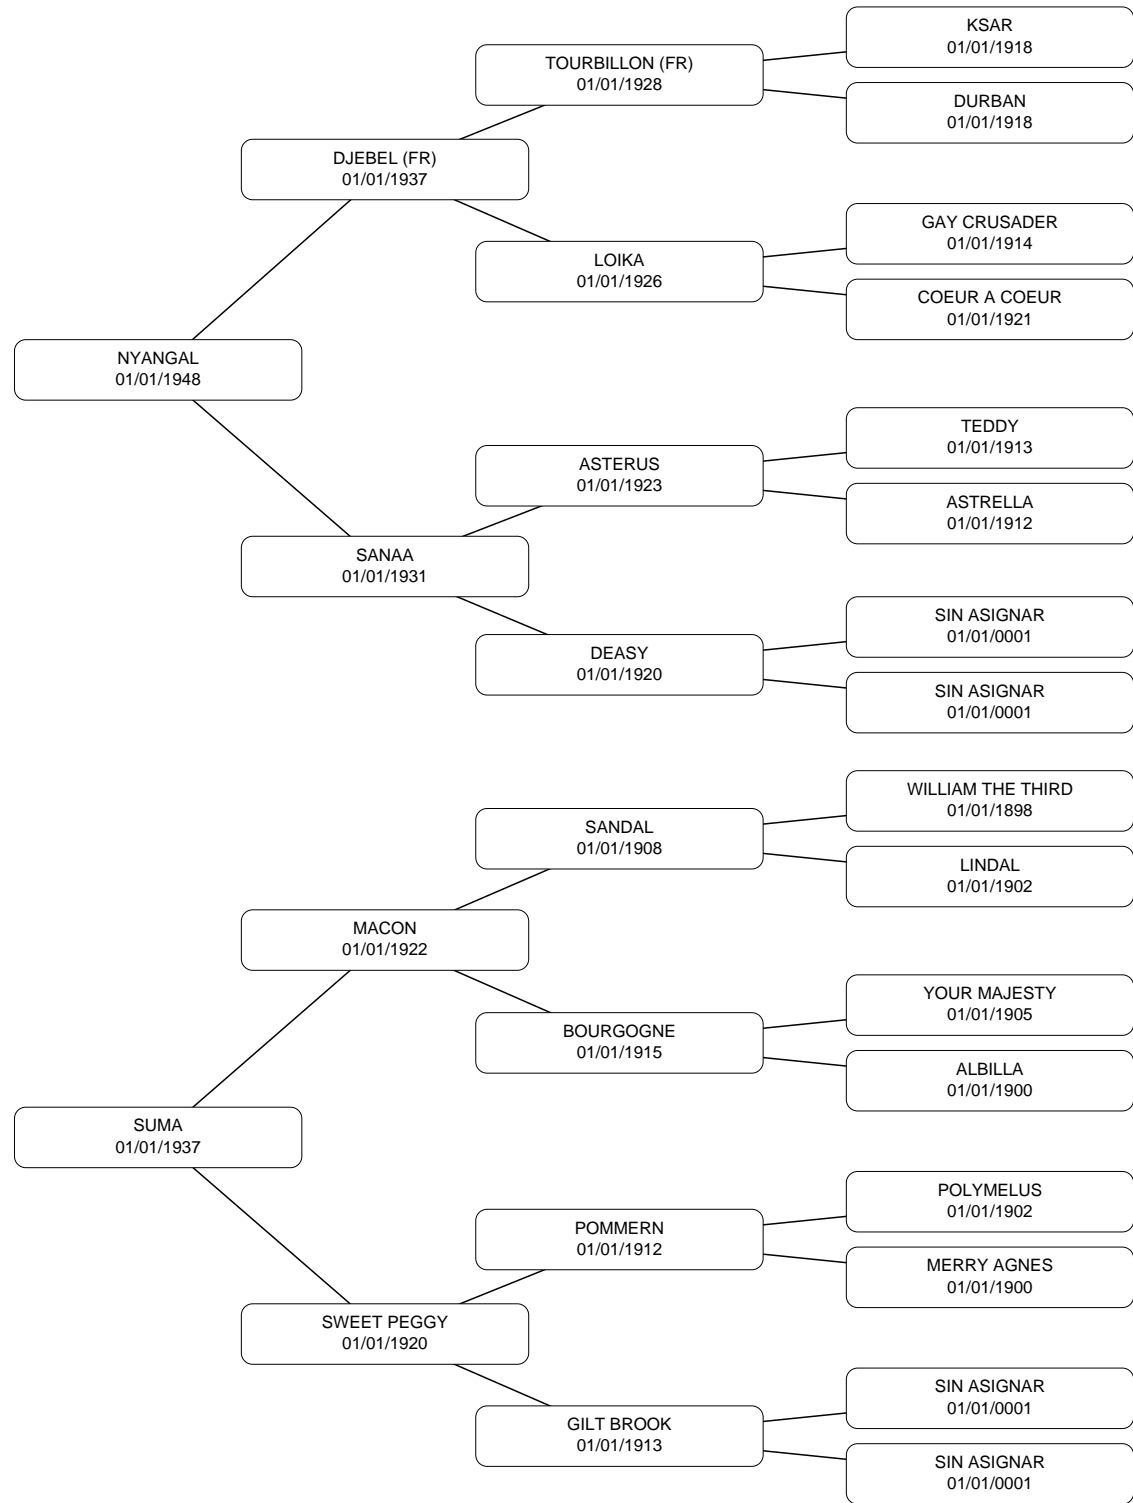 KSAR
01/01/1918
TOURBILLON (FR)
01/01/1928
DURBAN
01/01/1918
DJEBEL (FR)
01/01/1937
GAY CRUSADER
01/01/1914
LOIKA
01/01/1926
COEUR A COEUR
01/01/1921
NYANGAL
01/01/1948
TEDDY
01/01/1913
ASTERUS
01/01/1923
ASTRELLA
01/01/1912
SANAA
01/01/1931
SIN ASIGNAR
01/01/0001
DEASY
01/01/1920
SIN ASIGNAR
01/01/0001
WILLIAM THE THIRD
01/01/1898
SANDAL
01/01/1908
LINDAL
01/01/1902
MACON
01/01/1922
YOUR MAJESTY
01/01/1905
BOURGOGNE
01/01/1915
ALBILLA
01/01/1900
SUMA
01/01/1937
POLYMELUS
01/01/1902
POMMERN
01/01/1912
MERRY AGNES
01/01/1900
SWEET PEGGY
01/01/1920
SIN ASIGNAR
01/01/0001
GILT BROOK
01/01/1913
SIN ASIGNAR
01/01/0001